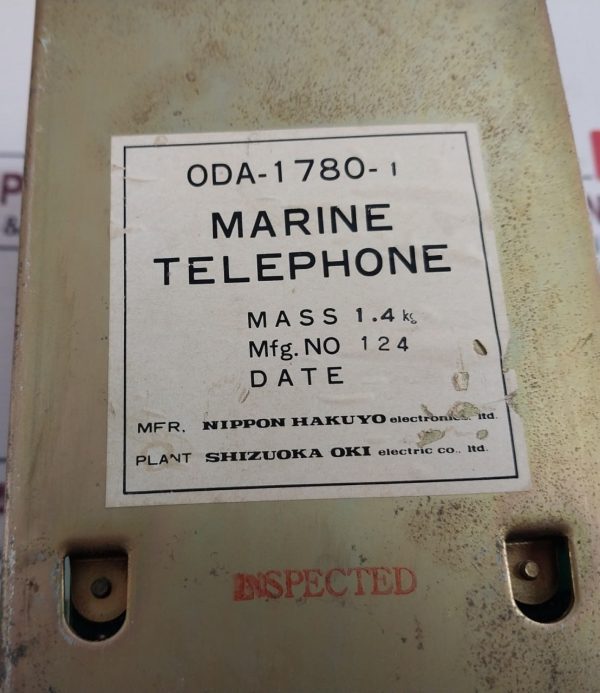 ODA-1780-1
MARINE
TELEPHONE
MASS 1.4 kg
Mfg. NO 124
DATE
MFR. NIPPON HAKUYO electronics. ltd.
PLANT SHIZUOKA OKI electric co., ltd.
INSPECTED